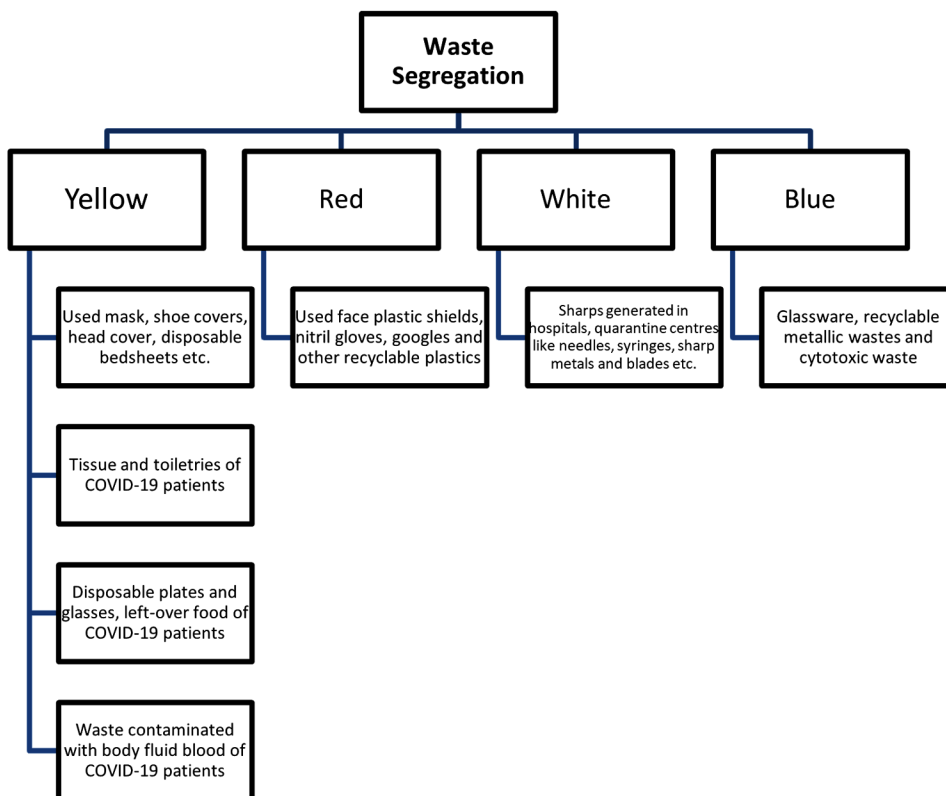 Waste
Segregation
Yellow
Red
White
Blue
Used mask, shoe covers,
head cover, disposable
bedsheets etc.
Used face plastic shields,
nitril gloves, googles and
other recyclable plastics
Sharps generated in
hospitals, quarantine centres
like needles, syringes, sharp
metals and blades etc.
Glassware, recyclable
metallic wastes and
cytotoxic waste
Tissue and toiletries of
COVID-19 patients
Disposable plates and
glasses, left-over food of
COVID-19 patients
Waste contaminated
with body fluid blood of
COVID-19 patients